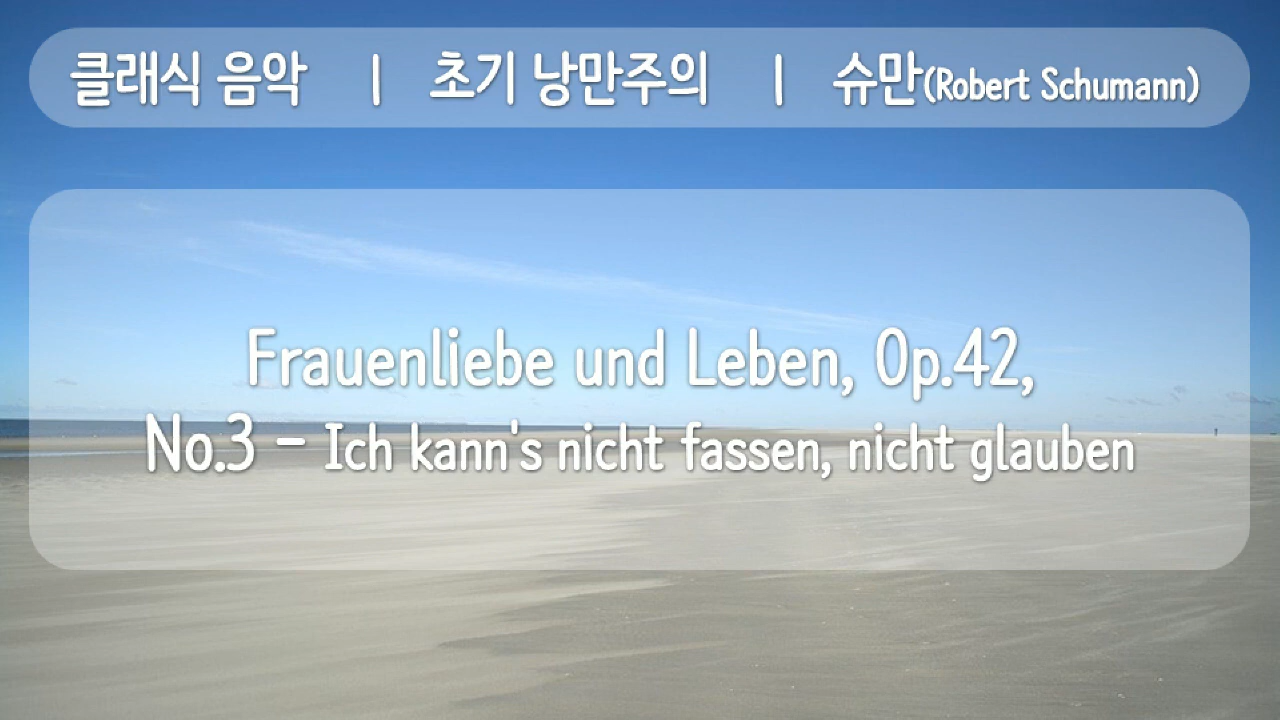 클래식 음악 | 초기 낭만주의 | 슈만(Robert Schumann)
Frauenliebe und Leben, Op.42,
No.3 - Ich kann's nicht fassen, nicht glauben